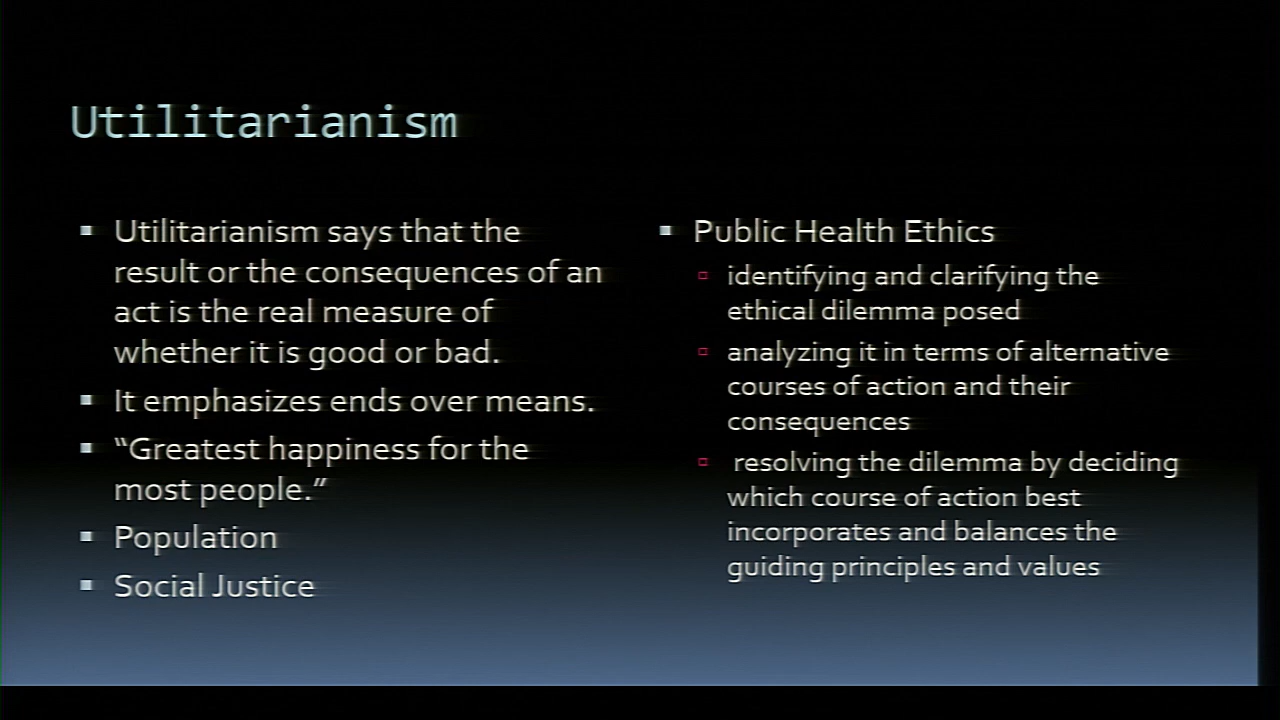 Utilitarianism
Utilitarianism says that the
result or the consequences of an
act is the real measure of
whether it is good or bad.
It emphasizes ends over means.
“Greatest happiness for the
most people.”
Population
Social Justice
Public Health Ethics
identifying and clarifying the
ethical dilemma posed
analyzing it in terms of alternative
courses of action and their
consequences
resolving the dilemma by deciding
which course of action best
incorporates and balances the
guiding principles and values